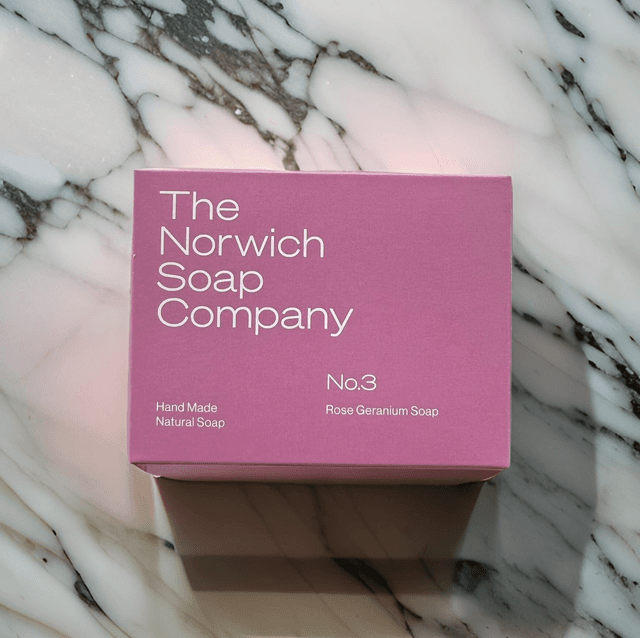 The
Norwich
Soap
Company
No.3
Hand Made
Natural Soap
Rose Geranium Soap